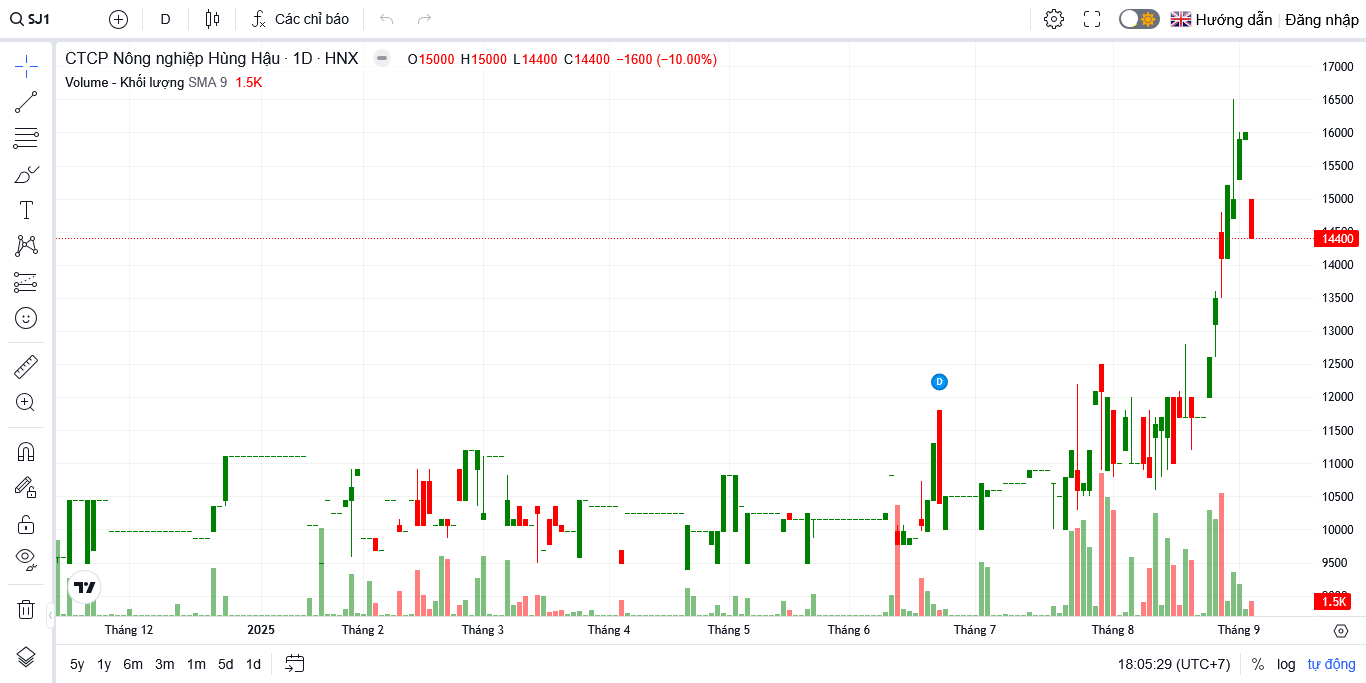 SJ1 D Các chỉ báo Hướng dẫn Đăng nhập
CTCP Nông nghiệp Hùng Hậu · 1D · HNX O15000 H15000 L14400 C14400 −1600 (−10.00%)
Volume - Khối lượng SMA 9 1.5K
17000
16500
16000
15500
15000
14400
14000
13500
13000
12500
12000
11500
11000
D
10500
10000
9500
1.5K
Tháng 12 2025 Tháng 2 Tháng 3 Tháng 4 Tháng 5 Tháng 6 Tháng 7 Tháng 8 Tháng 9
5y 1y 6m 3m 1m 5d 1d 18:05:29 (UTC+7) % log tự động